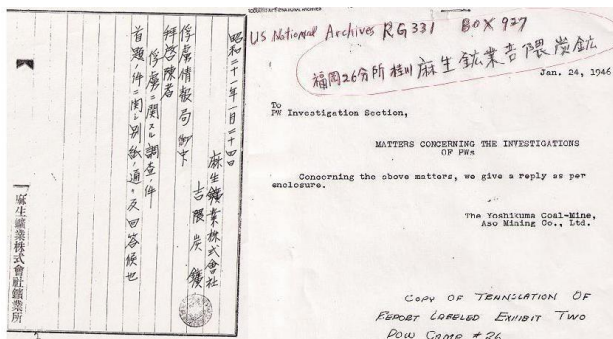 US National Archives RG331 BOX 927
福岡26分所 桂川 麻生鉱業吉隈炭鉱
Jan. 24, 1946
To
PW Investigation Section,
MATTERS CONCERNING THE INVESTIGATIONS
OF PWs
Concerning the above matters, we give a reply as per
enclosure.
The Yoshikuma Coal-Mine,
Aso Mining Co., Ltd.
COPY OF TRANSLATION OF
REPORT LABELED EXHIBIT TWO
POW CAMP #26
昭和二十一年一月二十四日
麻生鑛業株式會社
吉隈炭鑛
俘虜情報局御中
拝啓陳者
俘虜ニ関スル調査ノ件
首題ノ件ニ関シ別紙ノ通リ及回答候也
麻生鑛業株式會社鑛業所